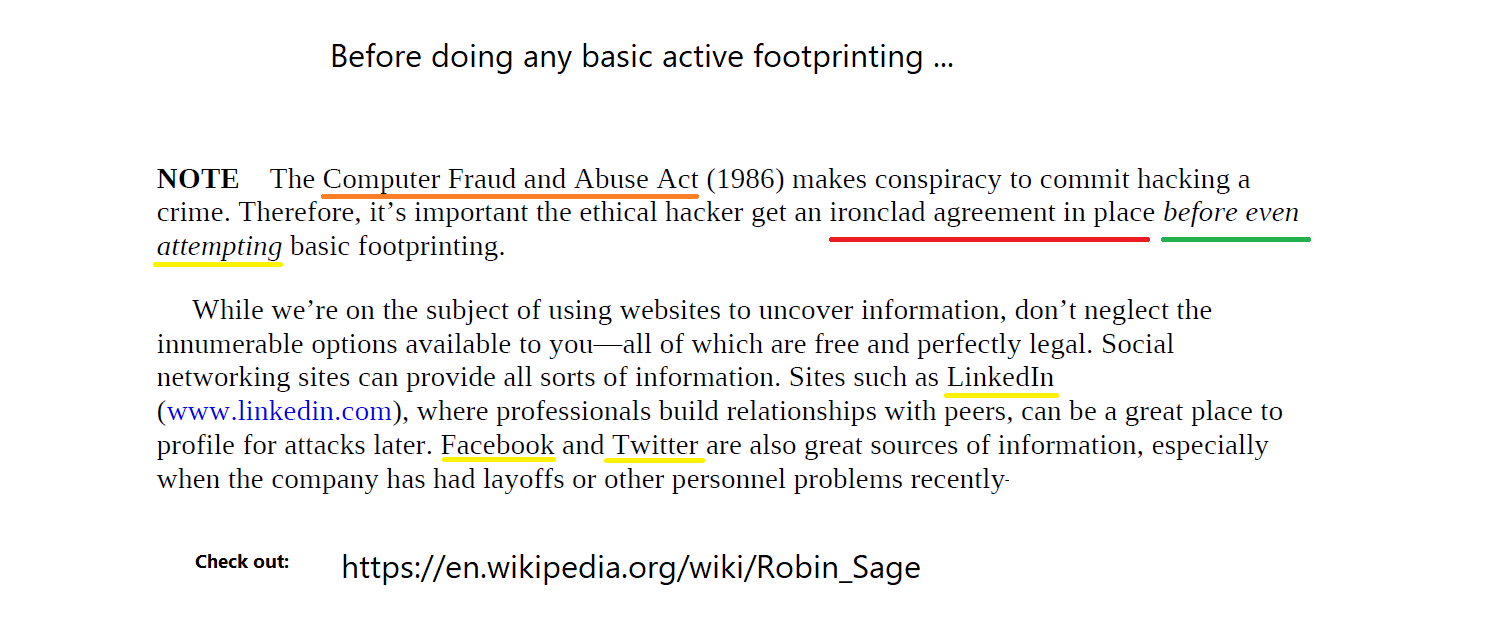 Before doing any basic active footprinting ...
NOTE The Computer Fraud and Abuse Act (1986) makes conspiracy to commit hacking a
crime. Therefore, it’s important the ethical hacker get an ironclad agreement in place before even
attempting basic footprinting.
While we’re on the subject of using websites to uncover information, don’t neglect the
innumerable options available to you—all of which are free and perfectly legal. Social
networking sites can provide all sorts of information. Sites such as LinkedIn
(www.linkedin.com), where professionals build relationships with peers, can be a great place to
profile for attacks later. Facebook and Twitter are also great sources of information, especially
when the company has had layoffs or other personnel problems recently-
Check out: https://en.wikipedia.org/wiki/Robin_Sage